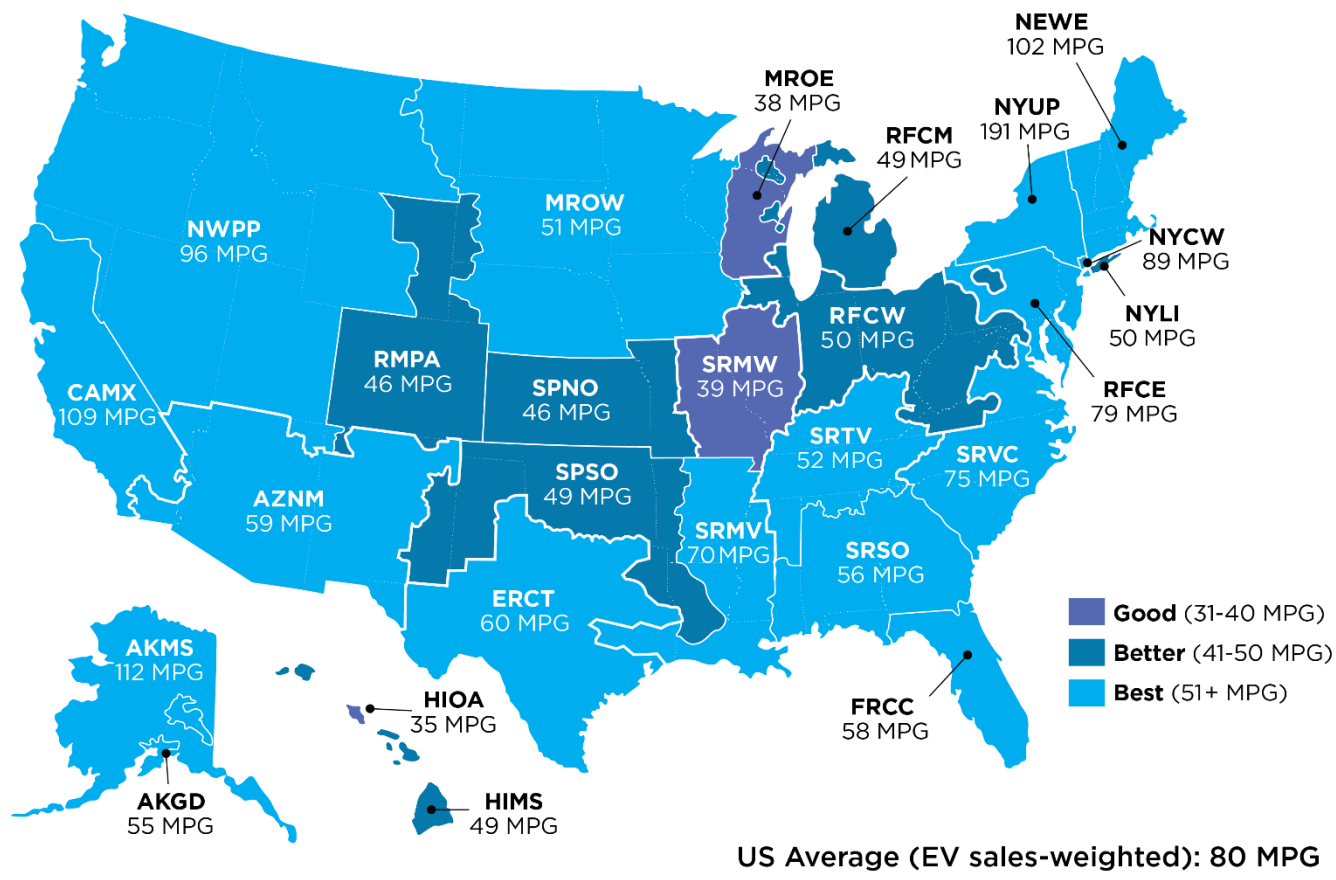 NEWE
102 MPG
MROE
38 MPG
NYUP
191 MPG
RFCM
49 MPG
MROW
51 MPG
NWPP
96 MPG
NYCW
89 MPG
NYLI
50 MPG
RFCW
50 MPG
RMPA
46 MPG
SRMW
39 MPG
SPNO
46 MPG
CAMX
109 MPG
RFCE
79 MPG
SRTV
52 MPG
SRVC
75 MPG
SPSO
49 MPG
AZNM
59 MPG
SRMV
70 MPG
SRSO
56 MPG
ERCT
60 MPG
Good (31-40 MPG)
Better (41-50 MPG)
Best (51+ MPG)
AKMS
112 MPG
HIOA
35 MPG
FRCC
58 MPG
AKGD
55 MPG
HIMS
49 MPG
US Average (EV sales-weighted): 80 MPG